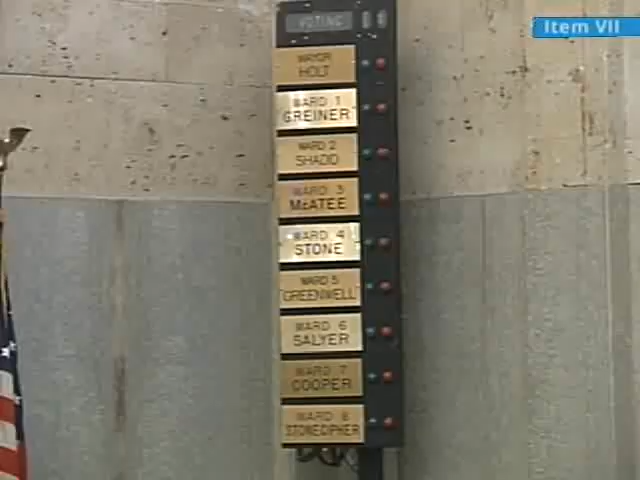 Item VII
VOTING
MAYOR
HOLT
WARD 1
GREINER
WARD 2
SHADID
WARD 3
McATEE
WARD 4
STONE
WARD 5
GREENWELL
WARD 6
SALYER
WARD 7
COOPER
WARD 8
STONECIPHER